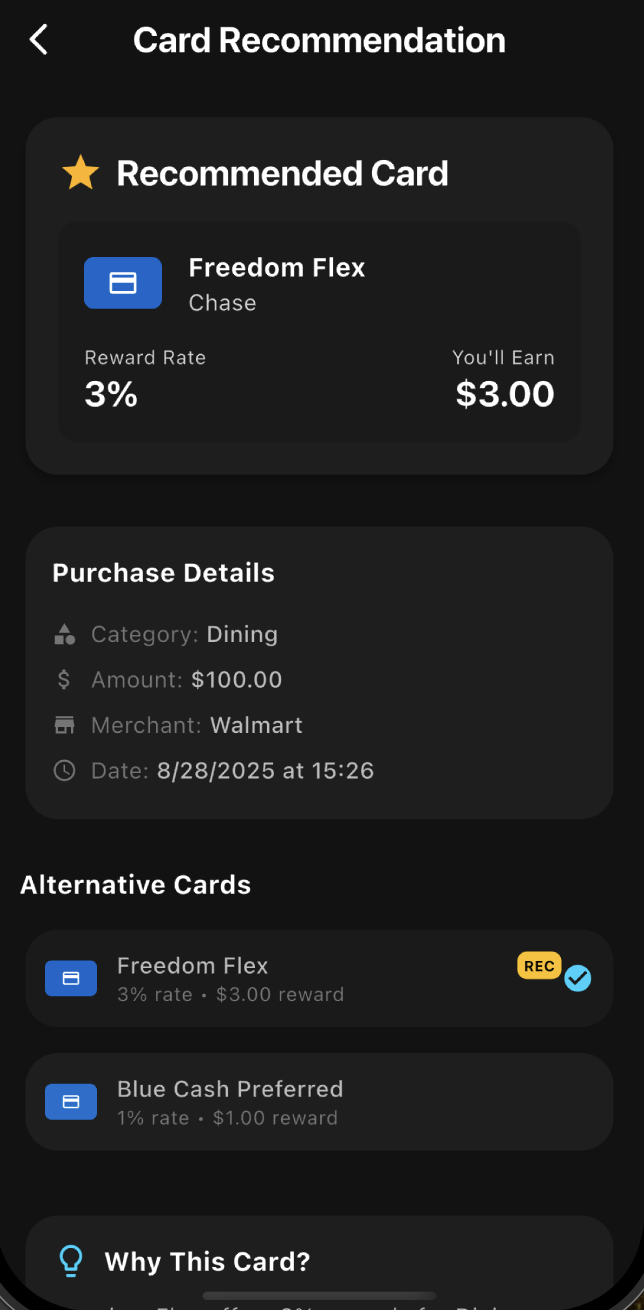 Card Recommendation
Recommended Card
Freedom Flex
Chase
Reward Rate
You'll Earn
3%
$3.00
Purchase Details
Category: Dining
Amount: $100.00
Merchant: Walmart
Date: 8/28/2025 at 15:26
Alternative Cards
Freedom Flex
REC
3% rate • $3.00 reward
Blue Cash Preferred
1% rate • $1.00 reward
Why This Card?